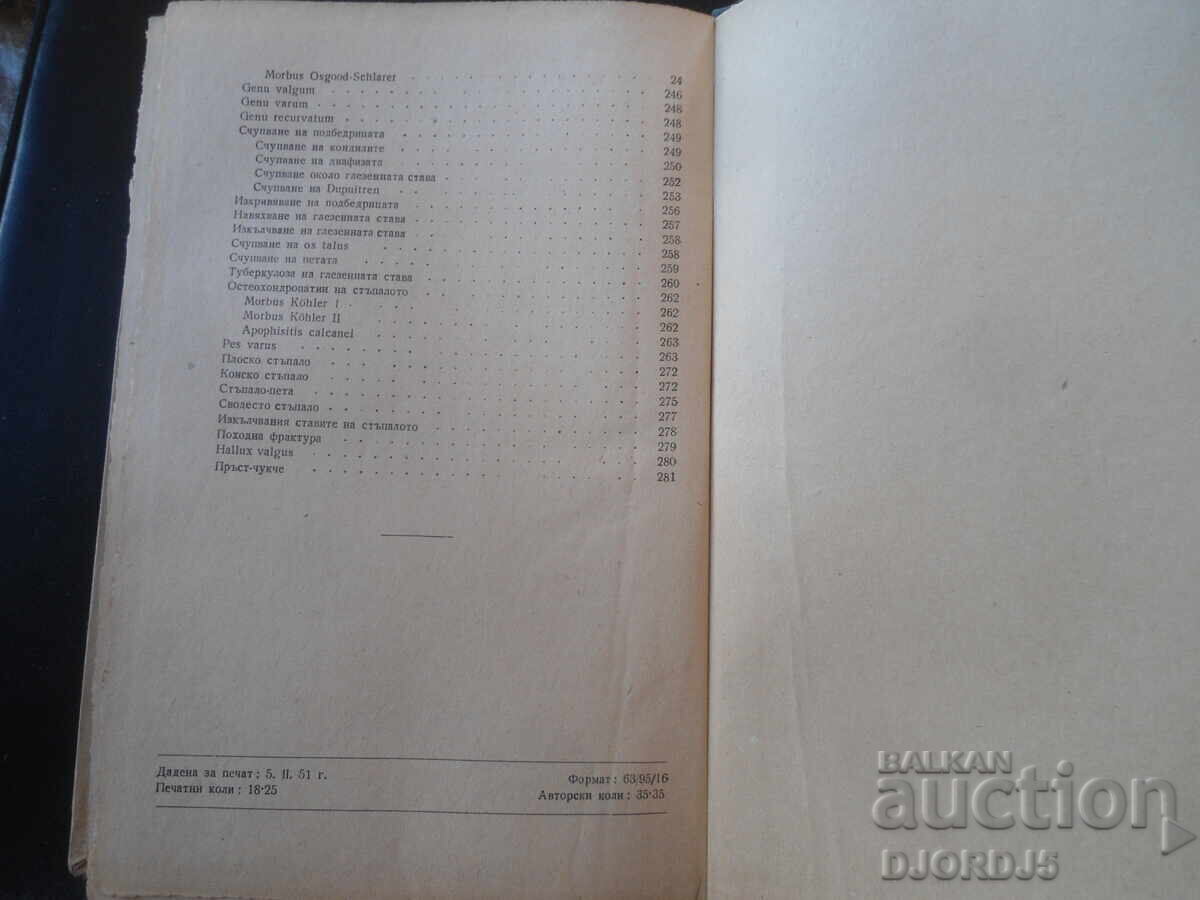 Morbus Osgood-Schlarer 24
Genu valgum 246
Genu varum 248
Genu recurvatum 248
Счупване на подбедрицата 249
Счупване на кондилите 249
Счупване на диафизата 250
Счупване около глезенната става 252
Счупване на Dupuitren 253
Изкривяване на подбедрицата 256
Навяхване на глезенната става 257
Изкълчване на глезенната става 258
Счупване на os talus 258
Счупване на петата 259
Туберкулоза на глезенната става 260
Остеохондропатии на стъпалото 262
Morbus Köhler I 262
Morbus Köhler II 262
Apophisitis calcanei 263
Pes varus 263
Плоско стъпало 272
Конско стъпало 272
Стъпало-пета 275
Сводесто стъпало 277
Изкълчвания ставите на стъпалото 278
Походна фрактура 279
Hallux valgus 280
Пръст-чукче 281
Дадена за печат : 5. II. 51 г.
Печатни коли : 18·25
Формат : 63/95/16
Авторски коли : 35·35
BALKAN
auction
DJORDJ5